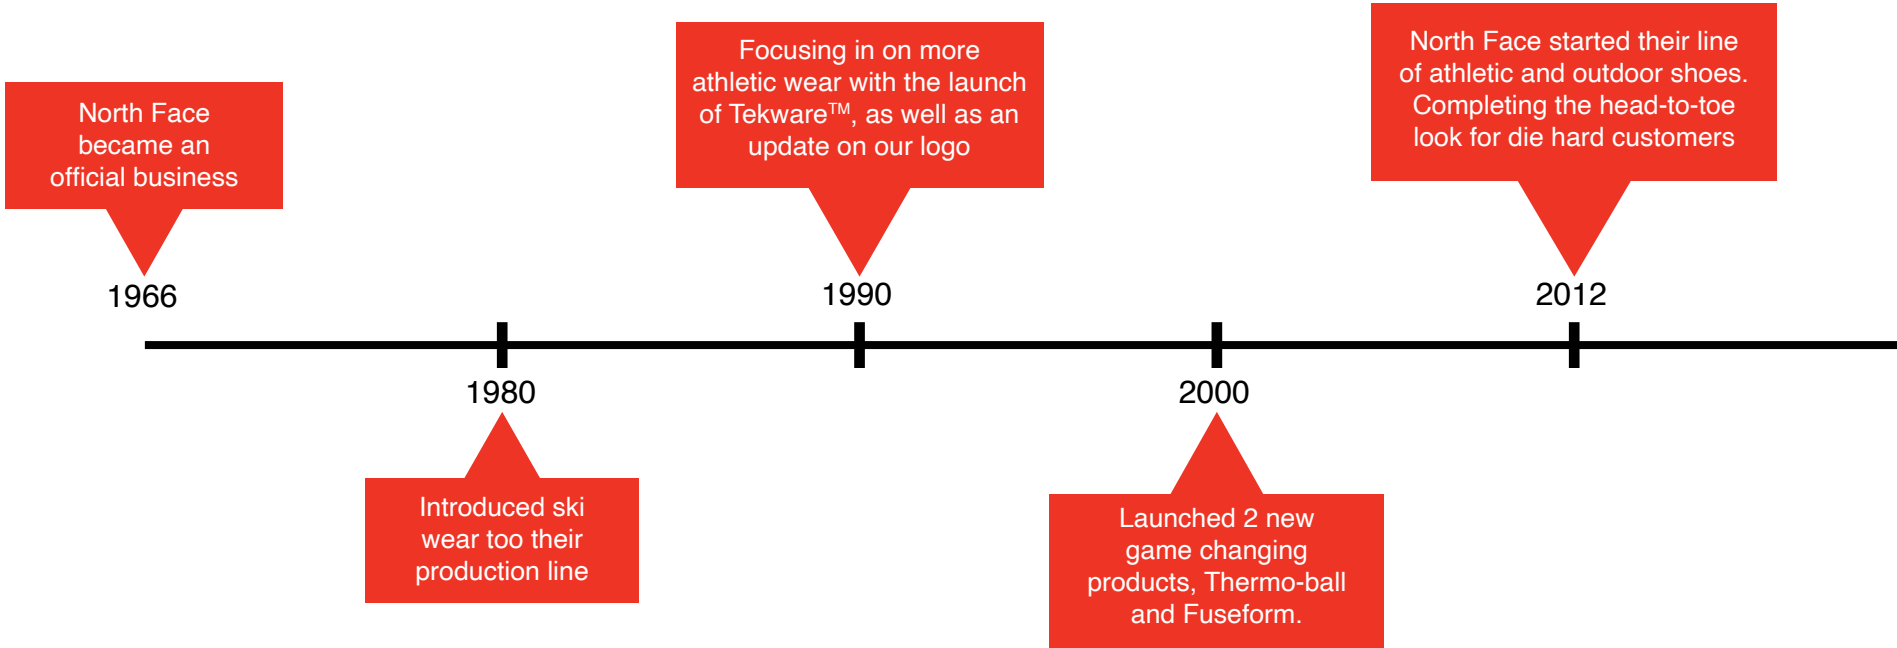 North Face
became an
official business
1966
1980
Introduced ski
wear too their
production line
Focusing in on more
athletic wear with the launch
of Tekware™, as well as an
update on our logo
1990
2000
Launched 2 new
game changing
products, Thermo-ball
and Fuseform.
North Face started their line
of athletic and outdoor shoes.
Completing the head-to-toe
look for die hard customers
2012